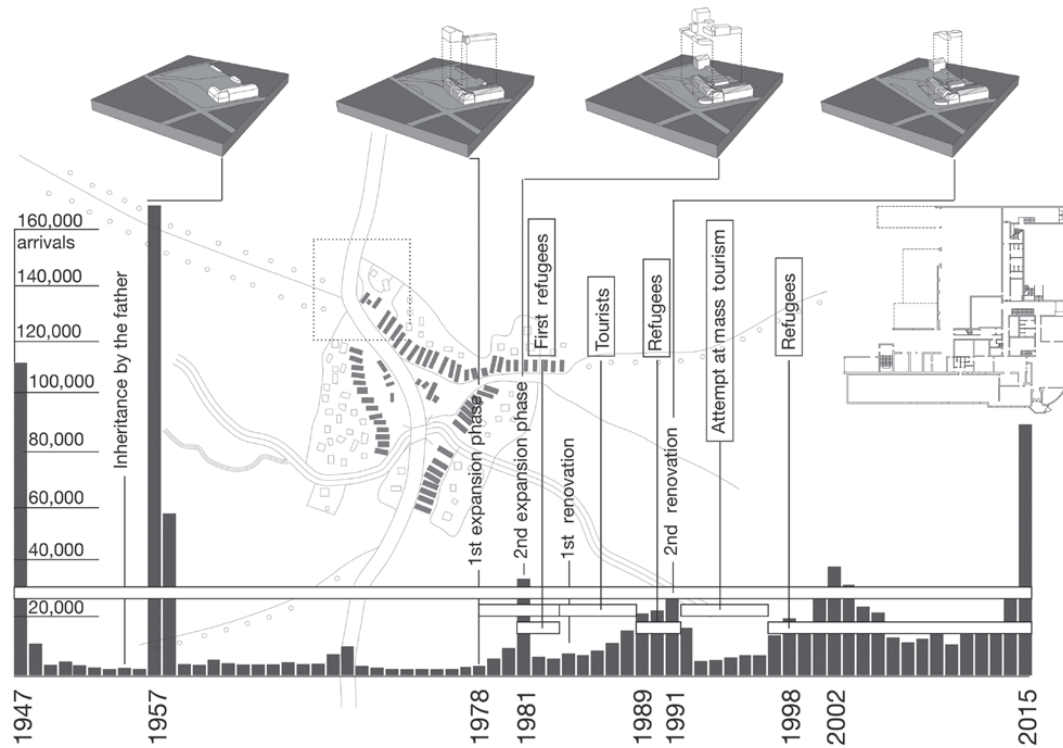 160,000
arrivals
140,000
120,000
100,000
80,000
60,000
40,000
20,000
Inheritance by the father
1st expansion phase
2nd expansion phase
First refugees
1st renovation
Tourists
Refugees
2nd renovation
Attempt at mass tourism
Refugees
1947
1957
1978
1981
1989
1991
1998
2002
2015